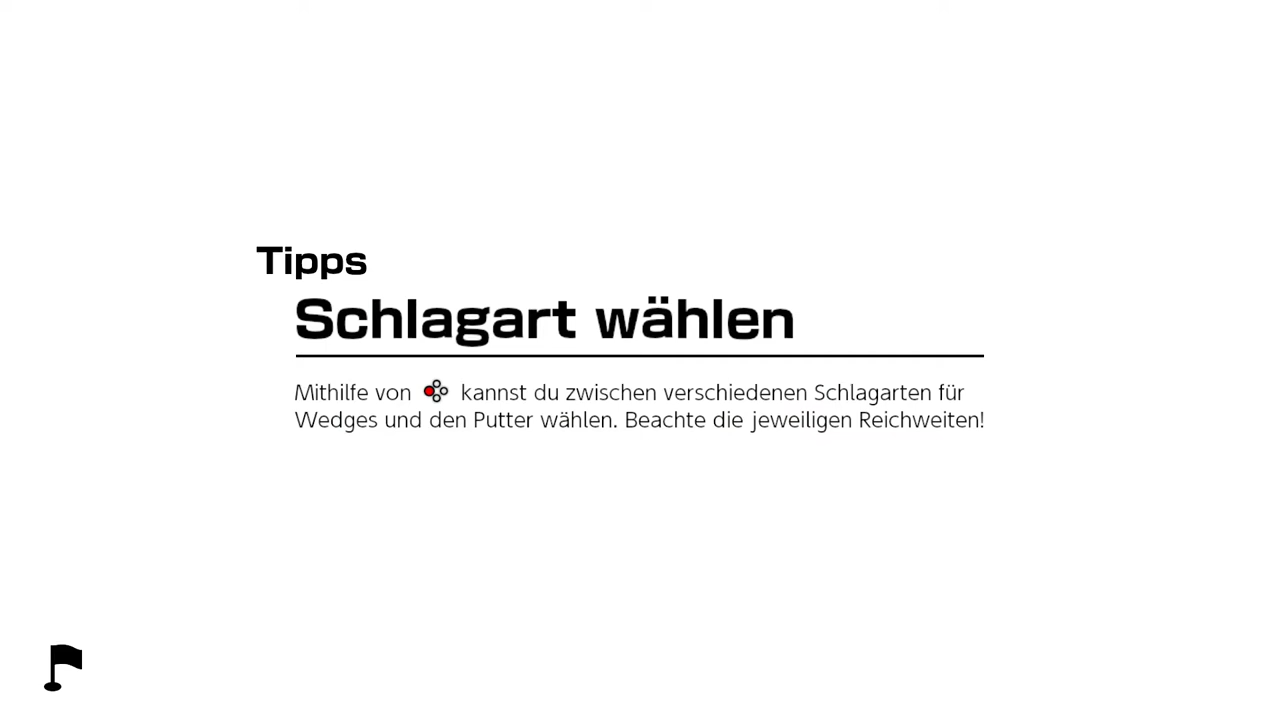 Tipps
Schlagart wählen
Mithilfe von kannst du zwischen verschiedenen Schlagarten für
Wedges und den Putter wählen. Beachte die jeweiligen Reichweiten!